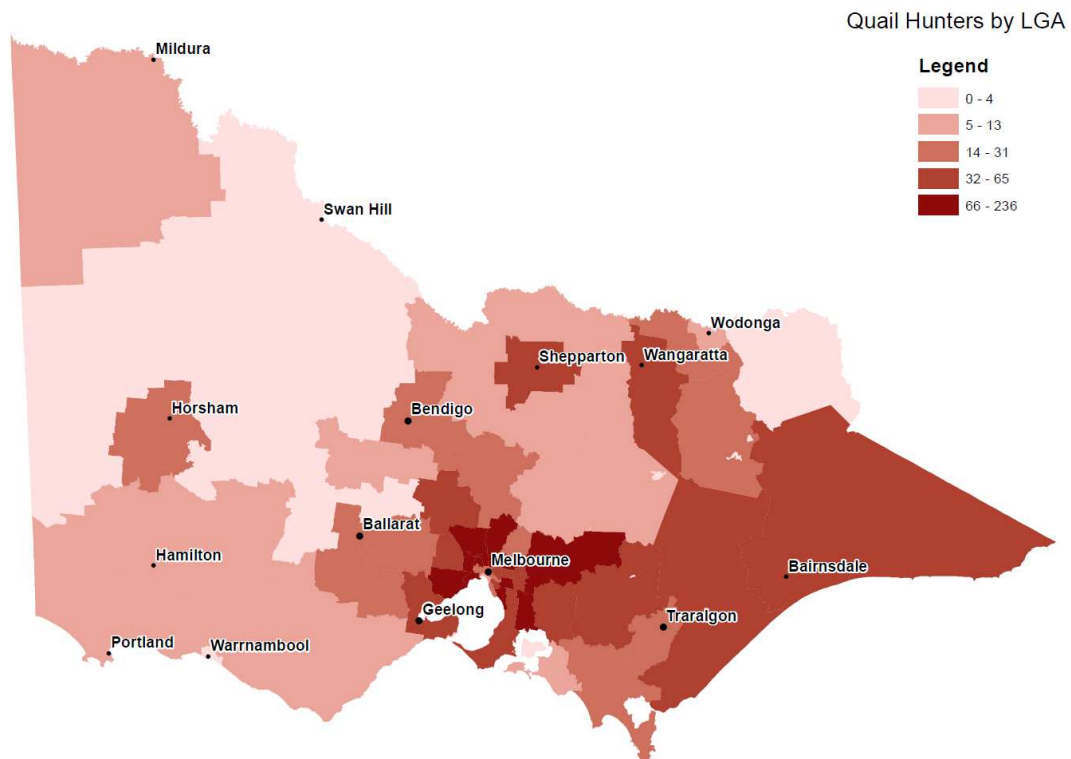 Quail Hunters by LGA
Legend
0 - 4
5 - 13
14 - 31
32 - 65
66 - 236
Mildura
Swan Hill
Wodonga
Shepparton
Wangaratta
Horsham
Bendigo
Ballarat
Hamilton
Melbourne
Bairnsdale
Geelong
Traralgon
Portland
Warrnambool